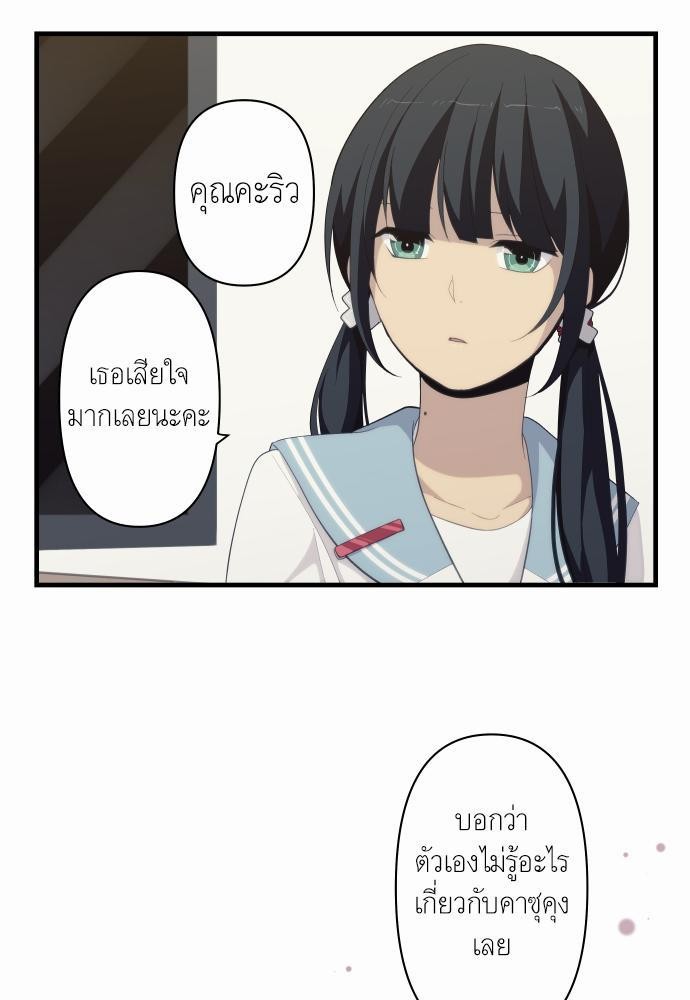 คุณคะริว
เธอเสียใจ
มากเลยนะคะ
บอกว่า
ตัวเองไม่รู้อะไร
เกี่ยวกับคาซุคุง
เลย